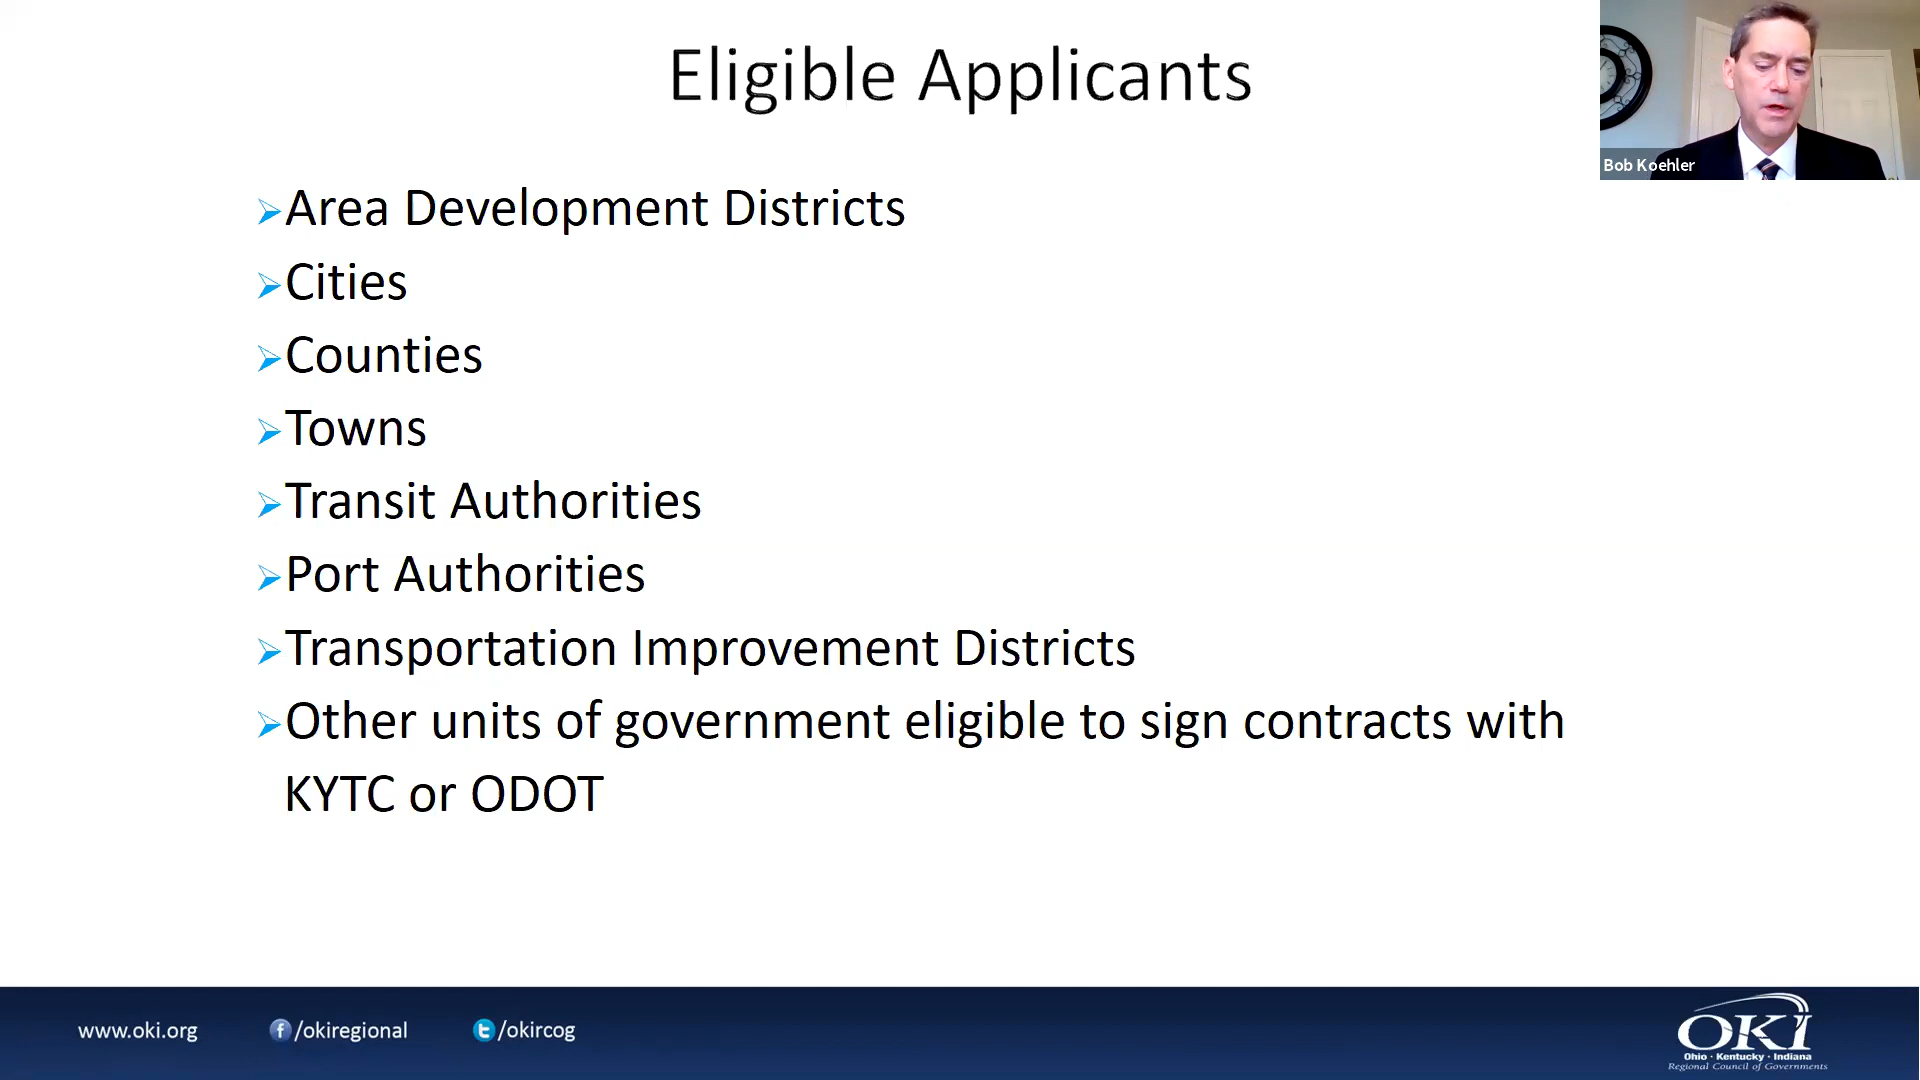 Eligible Applicants
Bob Koehler
➢Area Development Districts
➢Cities
➢Counties
➢Towns
➢Transit Authorities
➢Port Authorities
➢Transportation Improvement Districts
➢Other units of government eligible to sign contracts with
KYTC or ODOT
www.oki.org
/okiregional
/okircog
OKI
Ohio · Kentucky · Indiana
Regional Council of Governments